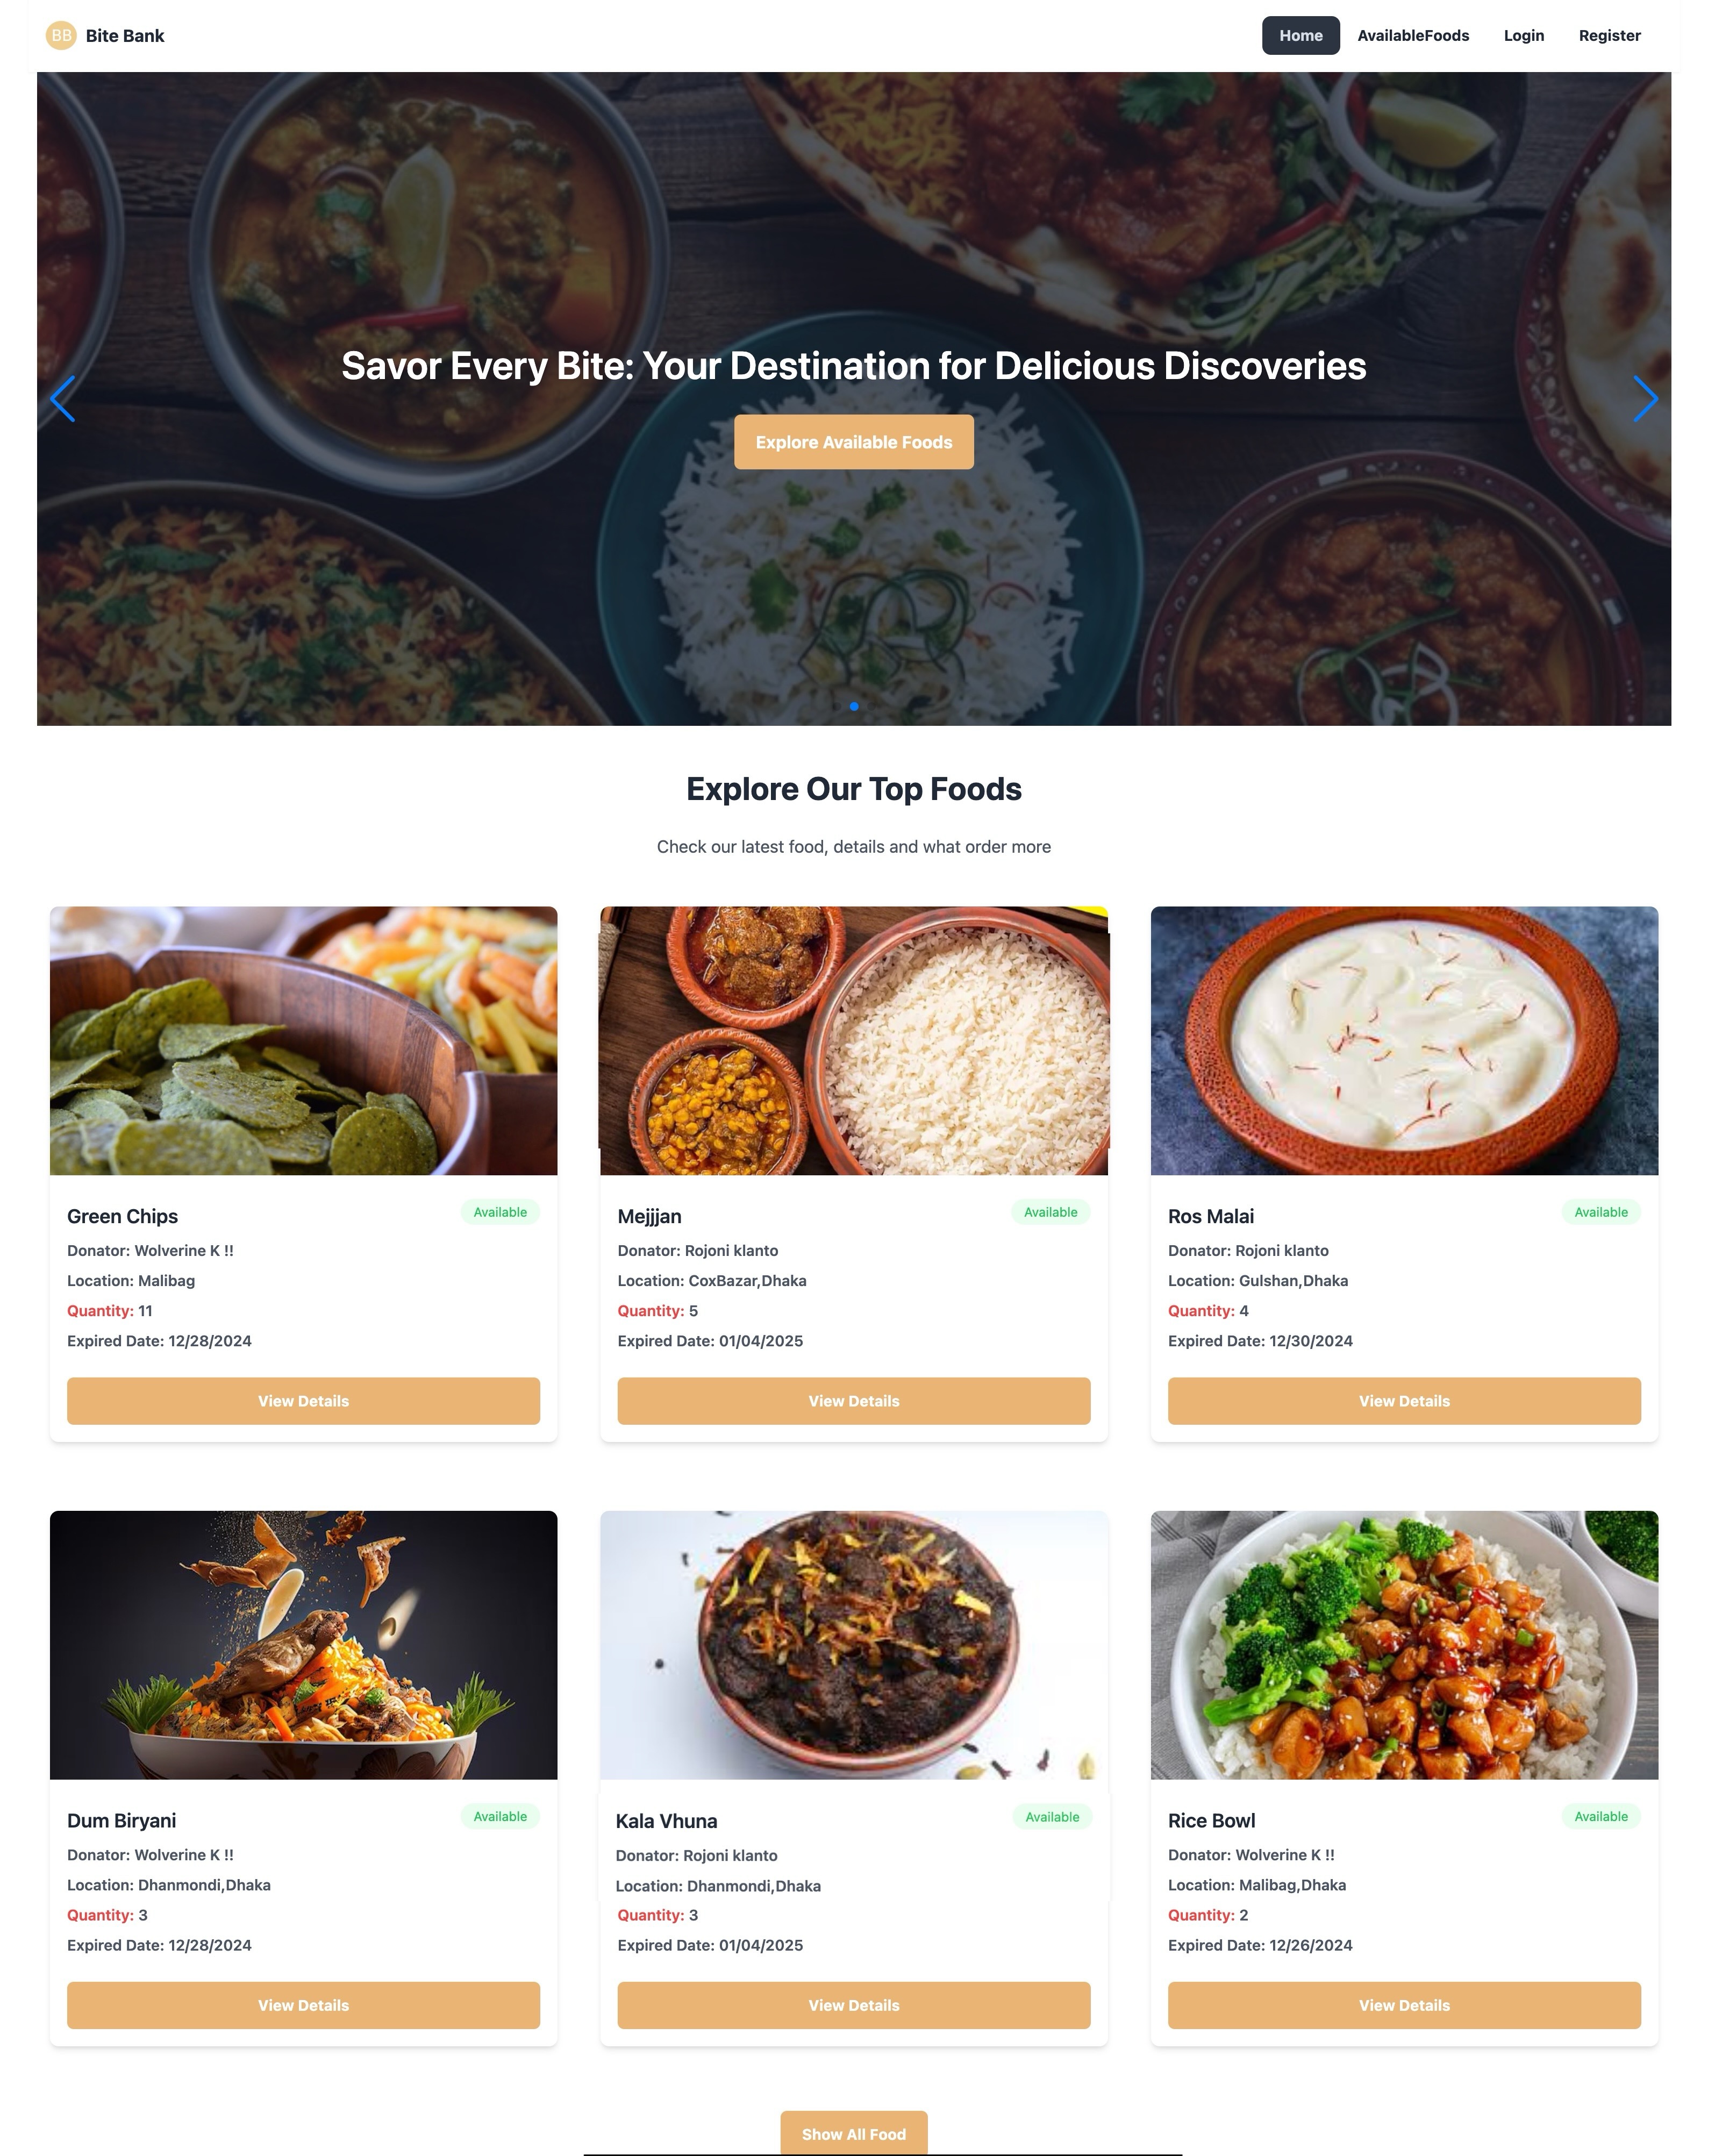 BB Bite Bank
Home AvailableFoods Login Register
Savor Every Bite: Your Destination for Delicious Discoveries
Explore Available Foods
Explore Our Top Foods
Check our latest food, details and what order more
Green Chips
Available
Donator: Wolverine K !!
Location: Malibag
Quantity: 11
Expired Date: 12/28/2024
View Details
Mejjjan
Available
Donator: Rojoni klanto
Location: CoxBazar,Dhaka
Quantity: 5
Expired Date: 01/04/2025
View Details
Ros Malai
Available
Donator: Rojoni klanto
Location: Gulshan,Dhaka
Quantity: 4
Expired Date: 12/30/2024
View Details
Dum Biryani
Available
Donator: Wolverine K !!
Location: Dhanmondi,Dhaka
Quantity: 3
Expired Date: 12/28/2024
View Details
Kala Vhuna
Available
Donator: Rojoni klanto
Location: Dhanmondi,Dhaka
Quantity: 3
Expired Date: 01/04/2025
View Details
Rice Bowl
Available
Donator: Wolverine K !!
Location: Malibag,Dhaka
Quantity: 2
Expired Date: 12/26/2024
View Details
Show All Food